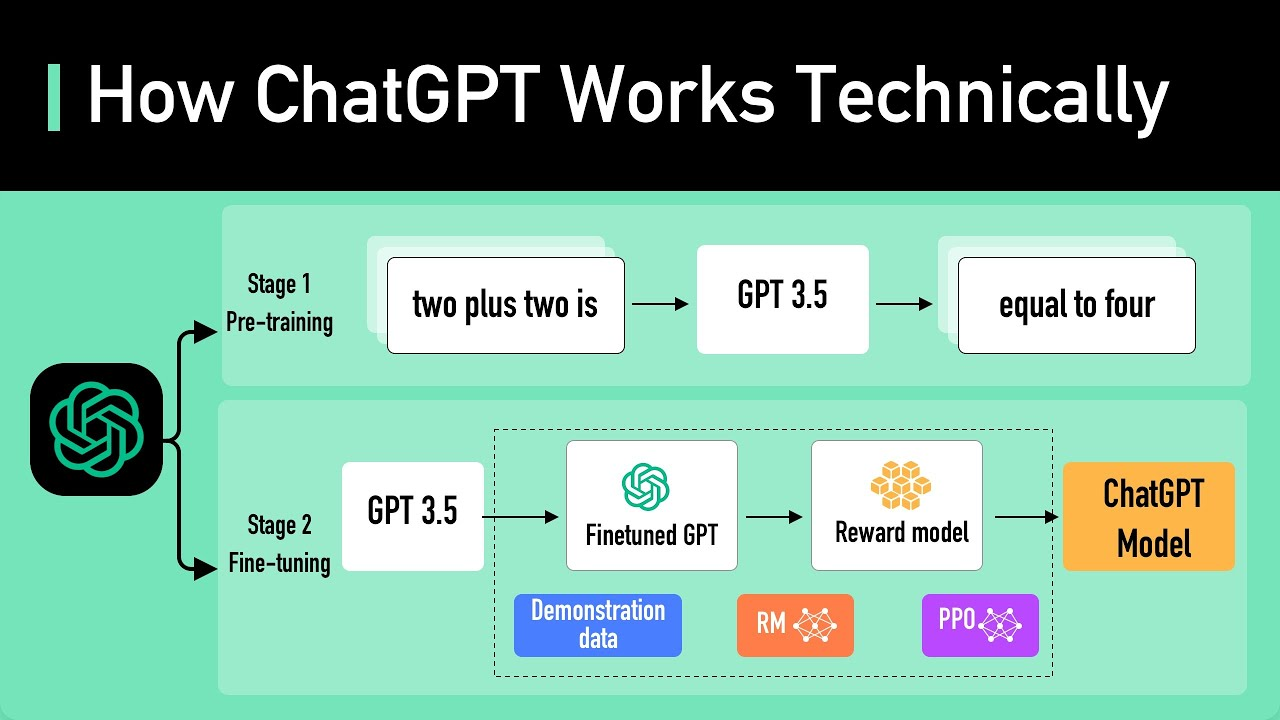 How ChatGPT Works Technically
Stage 1
Pre-training
two plus two is
GPT 3.5
equal to four
Stage 2
Fine-tuning
GPT 3.5
Finetuned GPT
Reward model
ChatGPT
Model
Demonstration
data
RM
PPO